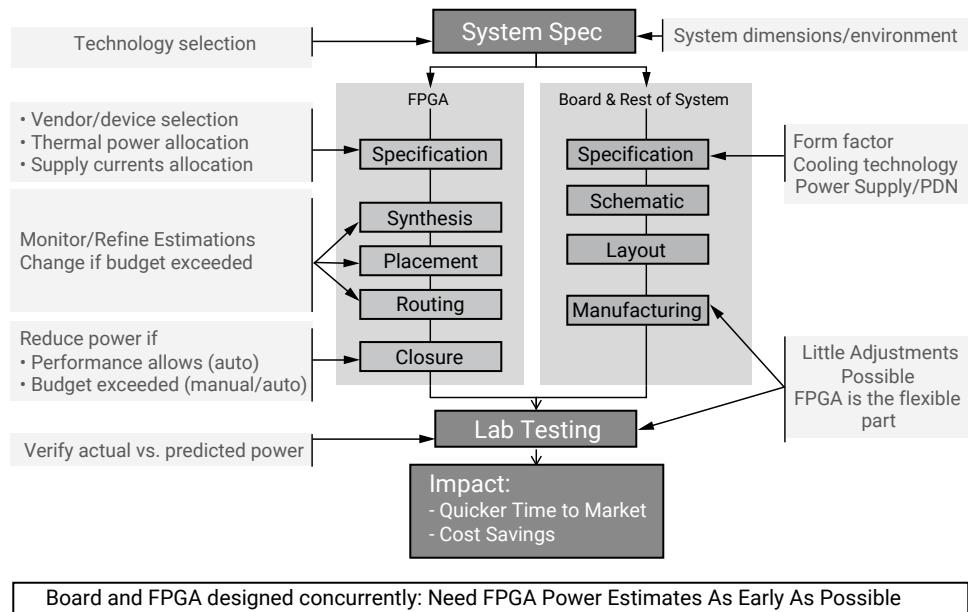 System Spec
Technology selection
System dimensions/environment
FPGA
Board & Rest of System
• Vendor/device selection
• Thermal power allocation
• Supply currents allocation
Specification
Specification
Form factor
Cooling technology
Power Supply/PDN
Monitor/Refine Estimations
Change if budget exceeded
Synthesis
Placement
Routing
Schematic
Layout
Manufacturing
Reduce power if
• Performance allows (auto)
• Budget exceeded (manual/auto)
Closure
Little Adjustments
Possible
FPGA is the flexible
part
Verify actual vs. predicted power
Lab Testing
Impact:
- Quicker Time to Market
- Cost Savings
Board and FPGA designed concurrently: Need FPGA Power Estimates As Early As Possible